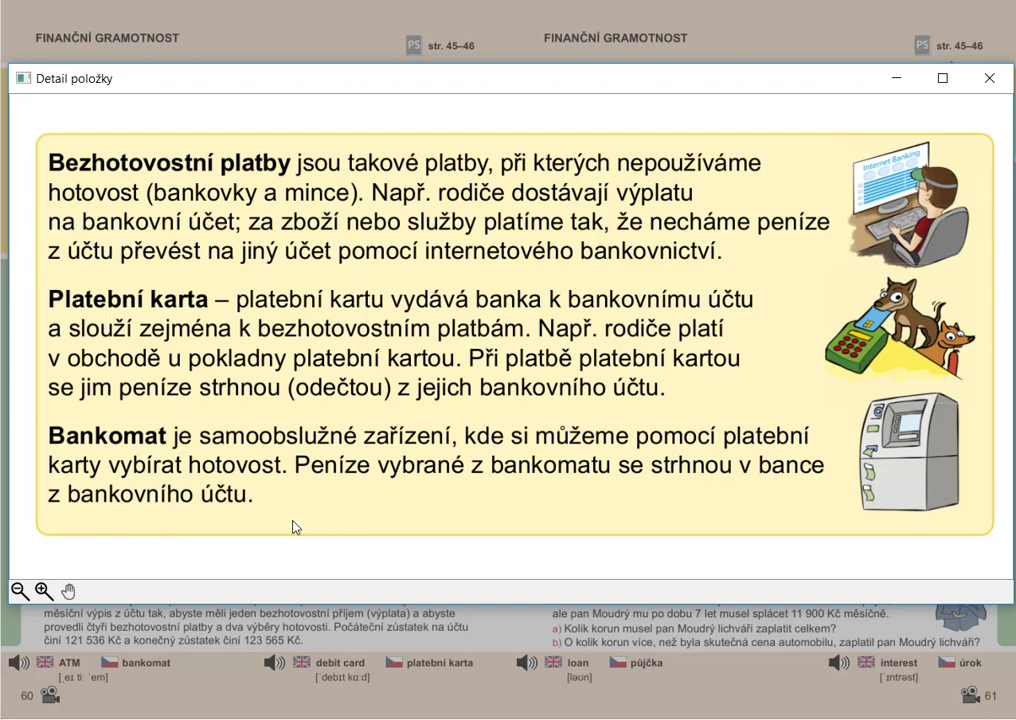 FINANČNÍ GRAMOTNOST
PS str. 45–46
FINANČNÍ GRAMOTNOST
PS str. 45–46
Detail položky
Bezhotovostní platby jsou takové platby, při kterých nepoužíváme
hotovost (bankovky a mince). Např. rodiče dostávají výplatu
na bankovní účet; za zboží nebo služby platíme tak, že necháme peníze
z účtu převést na jiný účet pomocí internetového bankovnictví.
Internet Banking
Platební karta – platební kartu vydává banka k bankovnímu účtu
a slouží zejména k bezhotovostním platbám. Např. rodiče platí
v obchodě u pokladny platební kartou. Při platbě platební kartou
se jim peníze strhnou (odečtou) z jejich bankovního účtu.
Bankomat je samoobslužné zařízení, kde si můžeme pomocí platební
karty vybírat hotovost. Peníze vybrané z bankomatu se strhnou v bance
z bankovního účtu.
měsíční výpis z účtu tak, abyste měli jeden bezhotovostní příjem (výplata) a abyste
provedli čtyři bezhotovostní platby a dva výběry hotovosti. Počáteční zůstatek na účtu
činí 121 536 Kč a konečný zůstatek činí 123 565 Kč.
ale pan Moudrý mu po dobu 7 let musel splácet 11 900 Kč měsíčně.
a) Kolik korun musel pan Moudrý lichváři zaplatit celkem?
b) O kolik korun více, než byla skutečná cena automobilu, zaplatil pan Moudrý lichváři?
ATM bankomat
[ˌeɪ tiː ˈem]
debit card platební karta
[ˈdebɪt kɑːd]
loan půjčka
[ləun]
interest úrok
[ˈɪntrəst]
60
61